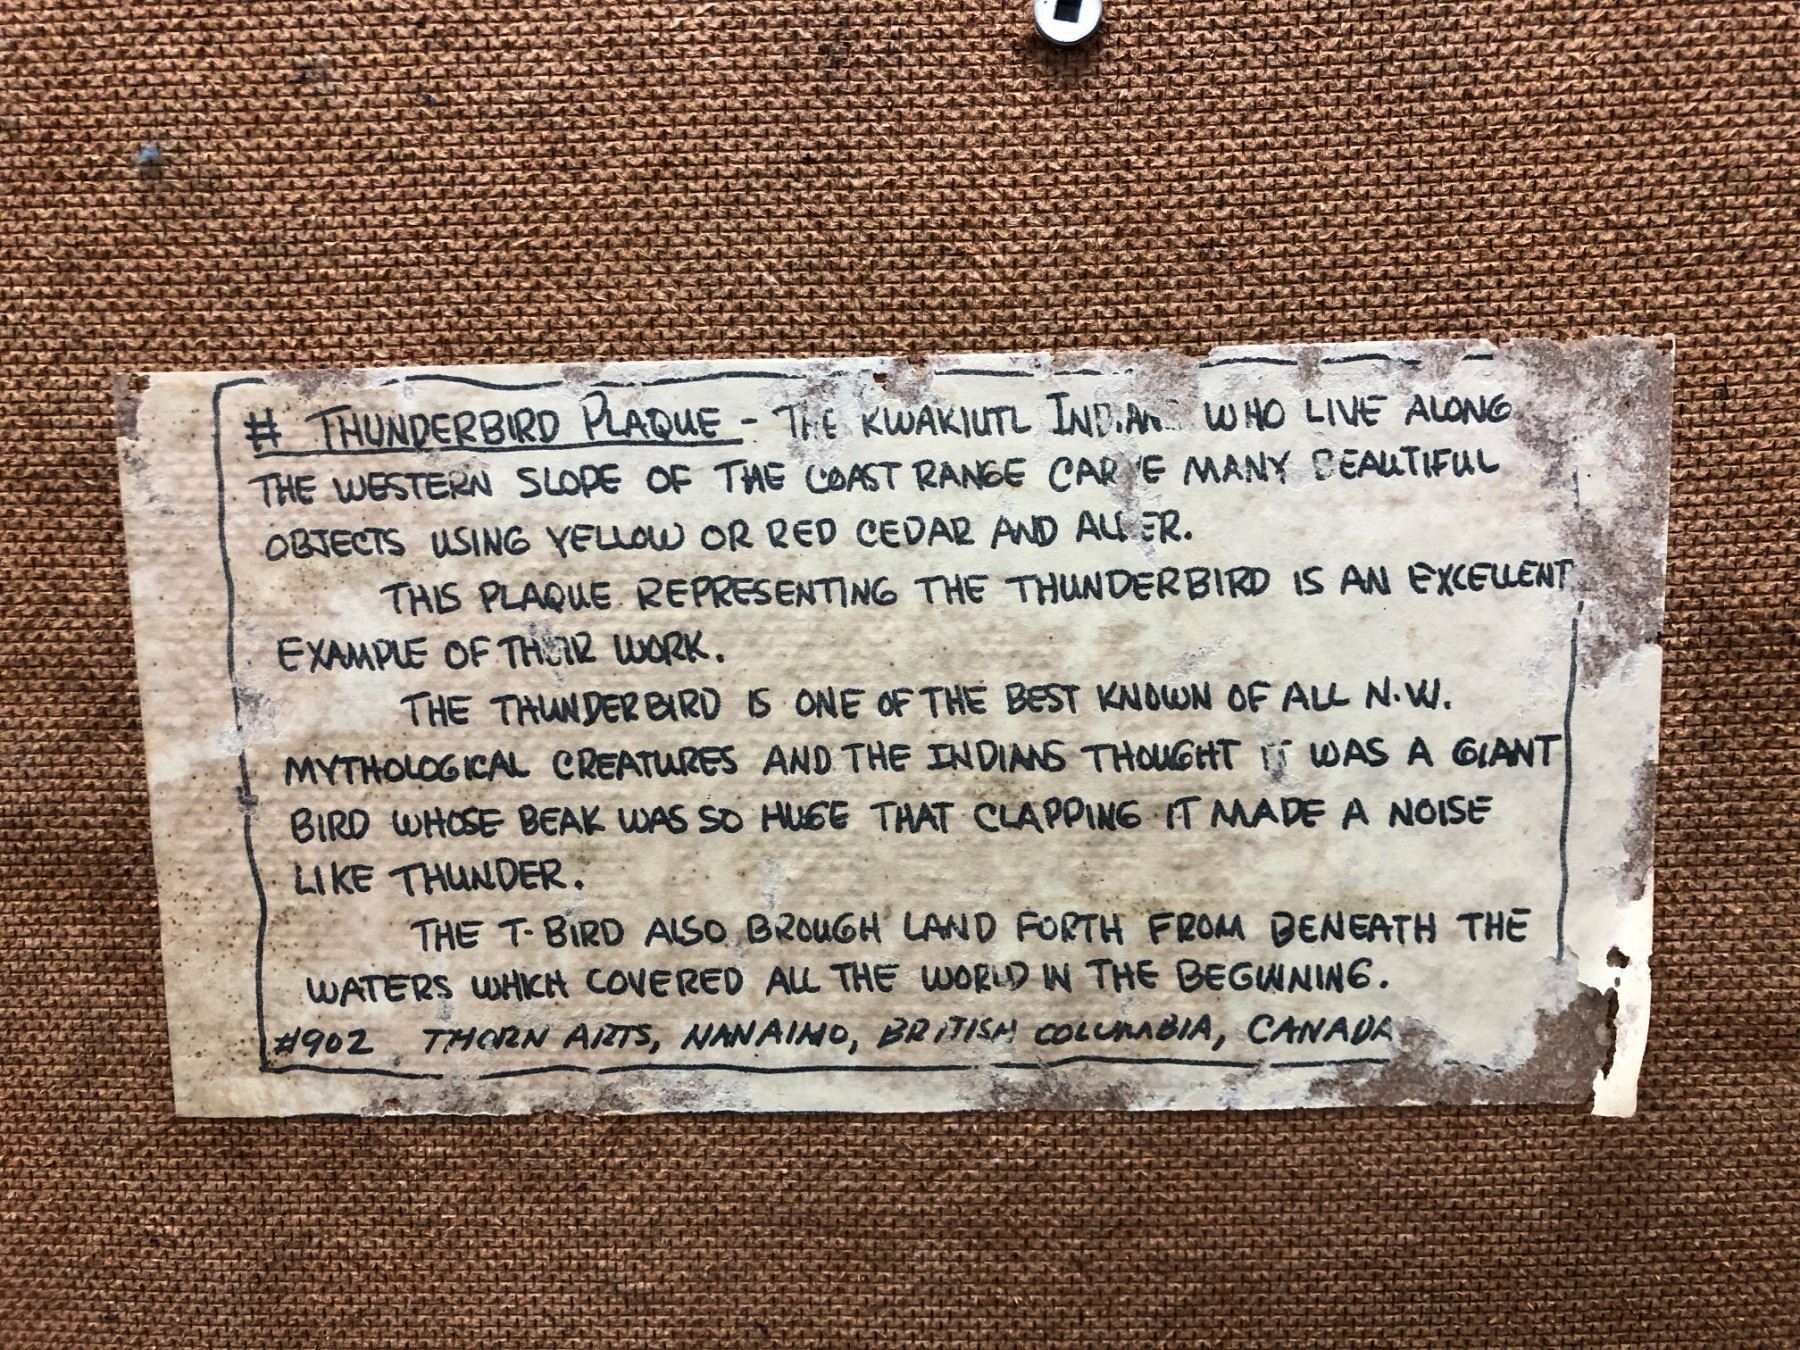 # THUNDERBIRD PLAQUE - THE KWAKIUTL INDIANS WHO LIVE ALONG
THE WESTERN SLOPE OF THE COAST RANGE CARVE MANY BEAUTIFUL
OBJECTS USING YELLOW OR RED CEDAR AND ALDER.
THIS PLAQUE REPRESENTING THE THUNDERBIRD IS AN EXCELLENT
EXAMPLE OF THEIR WORK.
THE THUNDERBIRD IS ONE OF THE BEST KNOWN OF ALL N.W.
MYTHOLOGICAL CREATURES AND THE INDIANS THOUGHT IT WAS A GIANT
BIRD WHOSE BEAK WAS SO HUGE THAT CLAPPING IT MADE A NOISE
LIKE THUNDER.
THE T-BIRD ALSO BROUGH LAND FORTH FROM BENEATH THE
WATERS WHICH COVERED ALL THE WORLD IN THE BEGINNING.
#902 THORN ARTS, NANAIMO, BRITISH COLUMBIA, CANADA